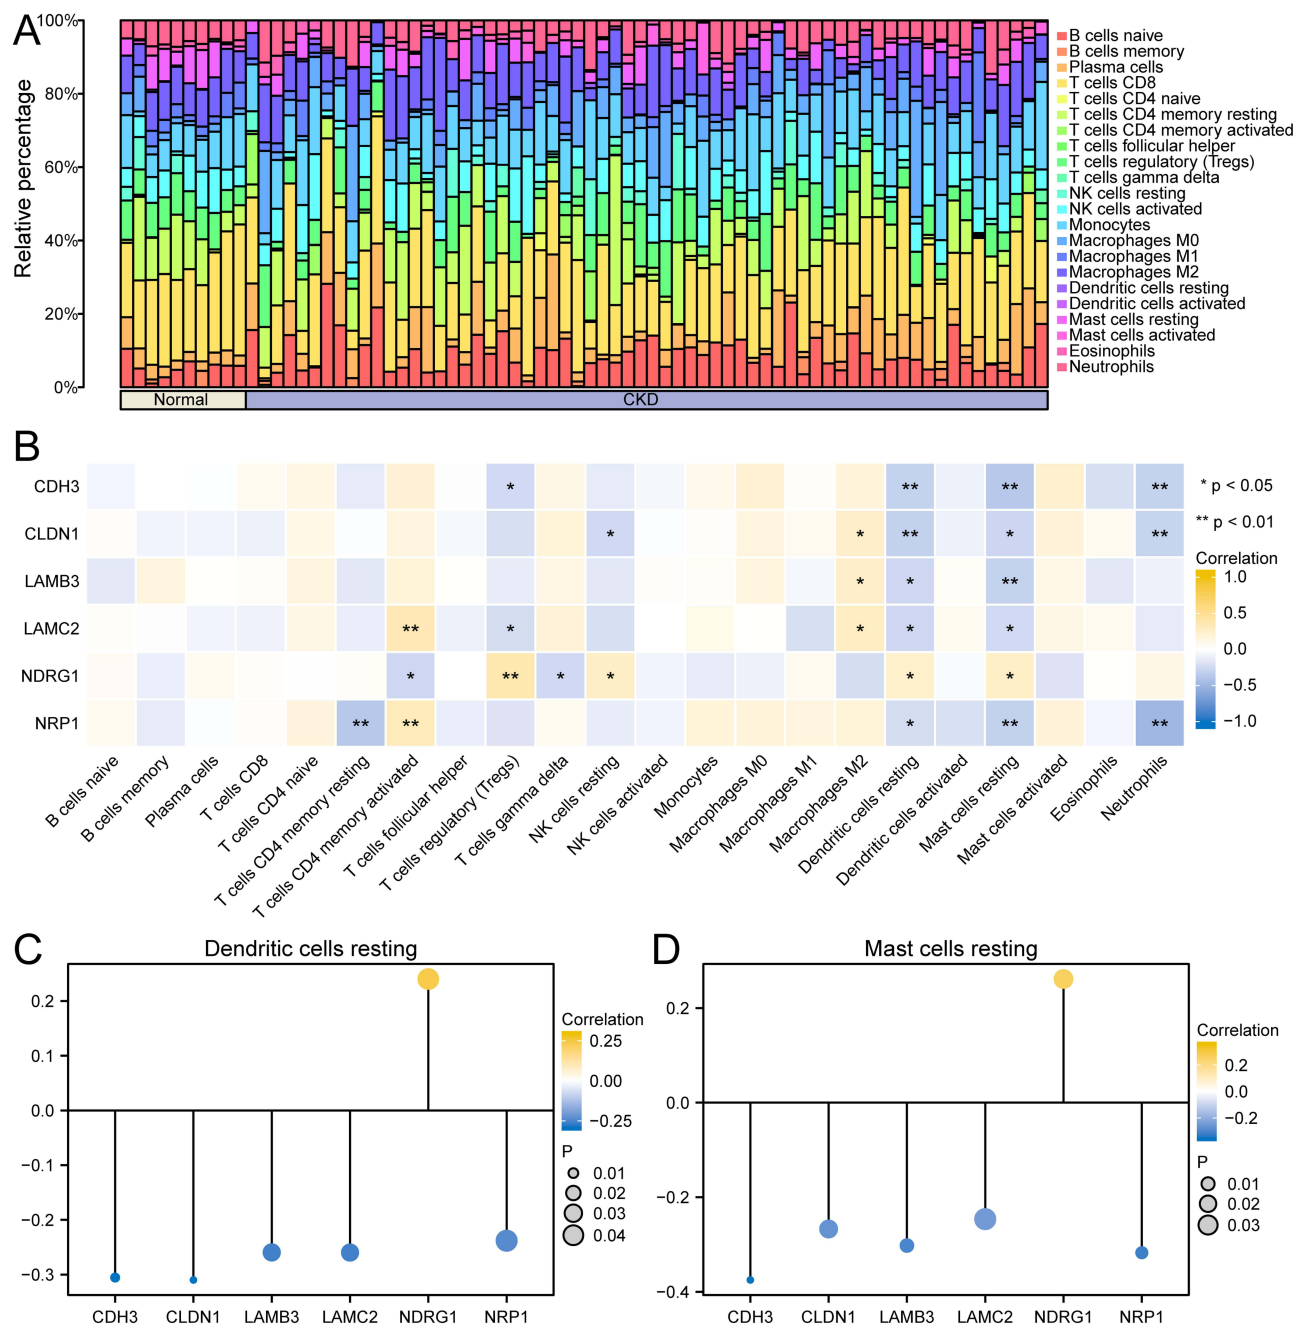 A
Relative percentage
100%
80%
60%
40%
20%
0%
Normal
CKD
B cells naive
B cells memory
Plasma cells
T cells CD8
T cells CD4 naive
T cells CD4 memory resting
T cells CD4 memory activated
T cells follicular helper
T cells regulatory (Tregs)
T cells gamma delta
NK cells resting
NK cells activated
Monocytes
Macrophages M0
Macrophages M1
Macrophages M2
Dendritic cells resting
Dendritic cells activated
Mast cells resting
Mast cells activated
Eosinophils
Neutrophils
B
CDH3 * ** ** **
CLDN1 * * ** * **
LAMB3 * * **
LAMC2 ** * * * *
NDRG1 * ** * * * *
NRP1 ** ** * ** **
* p < 0.05
** p < 0.01
Correlation
1.0
0.5
0.0
−0.5
−1.0
B cells naive
B cells memory
Plasma cells
T cells CD8
T cells CD4 naive
T cells CD4 memory resting
T cells CD4 memory activated
T cells follicular helper
T cells regulatory (Tregs)
T cells gamma delta
NK cells resting
NK cells activated
Monocytes
Macrophages M0
Macrophages M1
Macrophages M2
Dendritic cells resting
Dendritic cells activated
Mast cells resting
Mast cells activated
Eosinophils
Neutrophils
C
Dendritic cells resting
0.2
0.1
0.0
−0.1
−0.2
−0.3
CDH3 CLDN1 LAMB3 LAMC2 NDRG1 NRP1
Correlation
0.25
0.00
−0.25
P
0.01
0.02
0.03
0.04
D
Mast cells resting
0.2
0.0
−0.2
−0.4
CDH3 CLDN1 LAMB3 LAMC2 NDRG1 NRP1
Correlation
0.2
0.0
−0.2
P
0.01
0.02
0.03